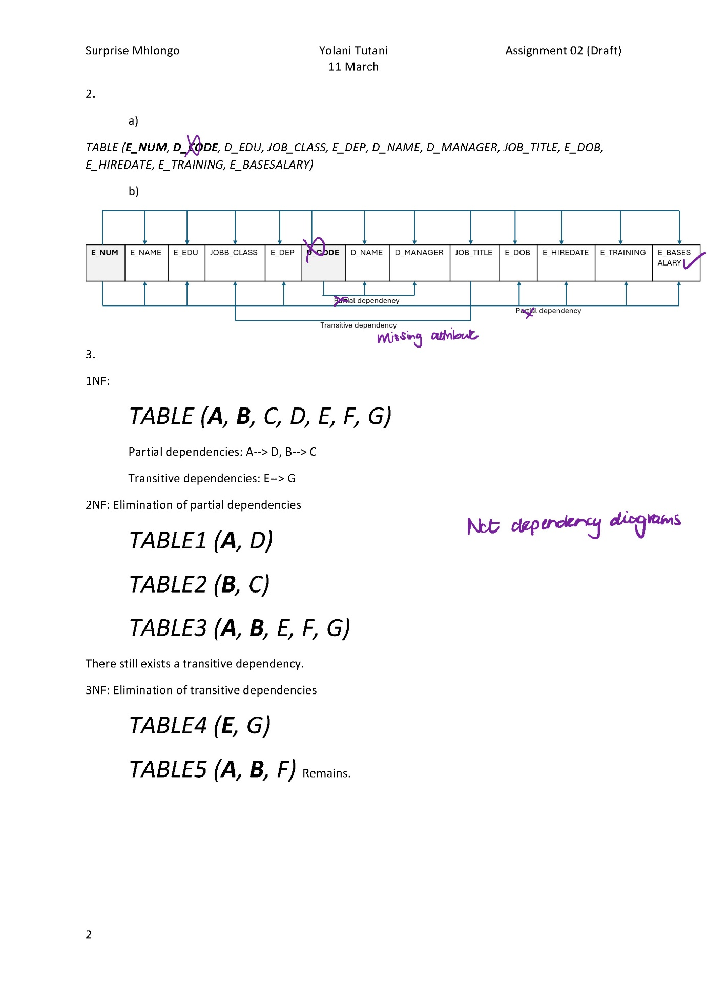 Surprise Mhlongo Yolani Tutani Assignment 02 (Draft)
11 March
2.
a)
TABLE (E_NUM, D_CODE, D_EDU, JOB_CLASS, E_DEP, D_NAME, D_MANAGER, JOB_TITLE, E_DOB,
E_HIREDATE, E_TRAINING, E_BASESALARY)
b)
E_NUM E_NAME E_EDU JOBB_CLASS E_DEP D_CODE D_NAME D_MANAGER JOB_TITLE E_DOB E_HIREDATE E_TRAINING E_BASES
ALARY
Partial dependency
Partial dependency
Transitive dependency
Missing attribute
3.
1NF:
TABLE (A, B, C, D, E, F, G)
Partial dependencies: A--> D, B--> C
Transitive dependencies: E--> G
2NF: Elimination of partial dependencies
Not dependency diagrams
TABLE1 (A, D)
TABLE2 (B, C)
TABLE3 (A, B, E, F, G)
There still exists a transitive dependency.
3NF: Elimination of transitive dependencies
TABLE4 (E, G)
TABLE5 (A, B, F) Remains.
2